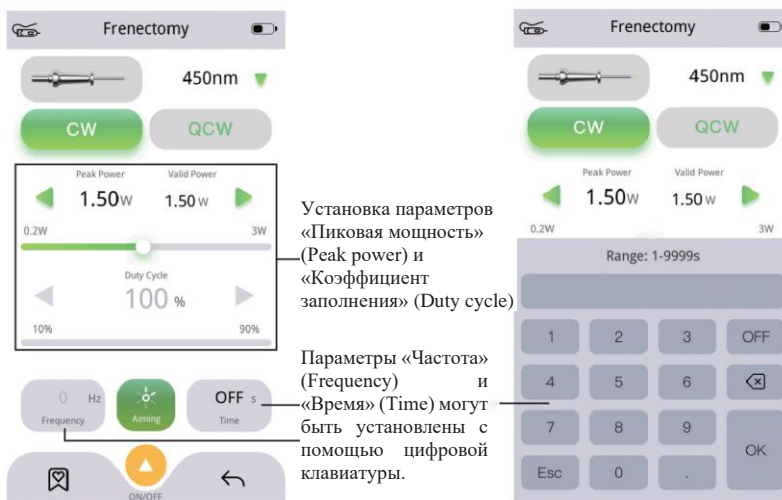 Frenectomy
450nm
CW QCW
Peak Power Valid Power
1.50W 1.50 W
0.2W 3W
Duty Cycle
100 %
10% 90%
0 Hz
Frequency
Aiming
OFF s
Time
ON/OFF
Установка параметров
«Пиковая мощность»
(Peak power) и
«Коэффициент
заполнения» (Duty cycle)
Параметры «Частота»
(Frequency) и
«Время» (Time) могут
быть установлены с
помощью цифровой
клавиатуры.
Frenectomy
450nm
CW QCW
Peak Power Valid Power
1.50W 1.50 W
0.2W 3W
Range: 1-9999s
1 2 3 OFF
4 5 6
7 8 9
OK
Esc 0 .